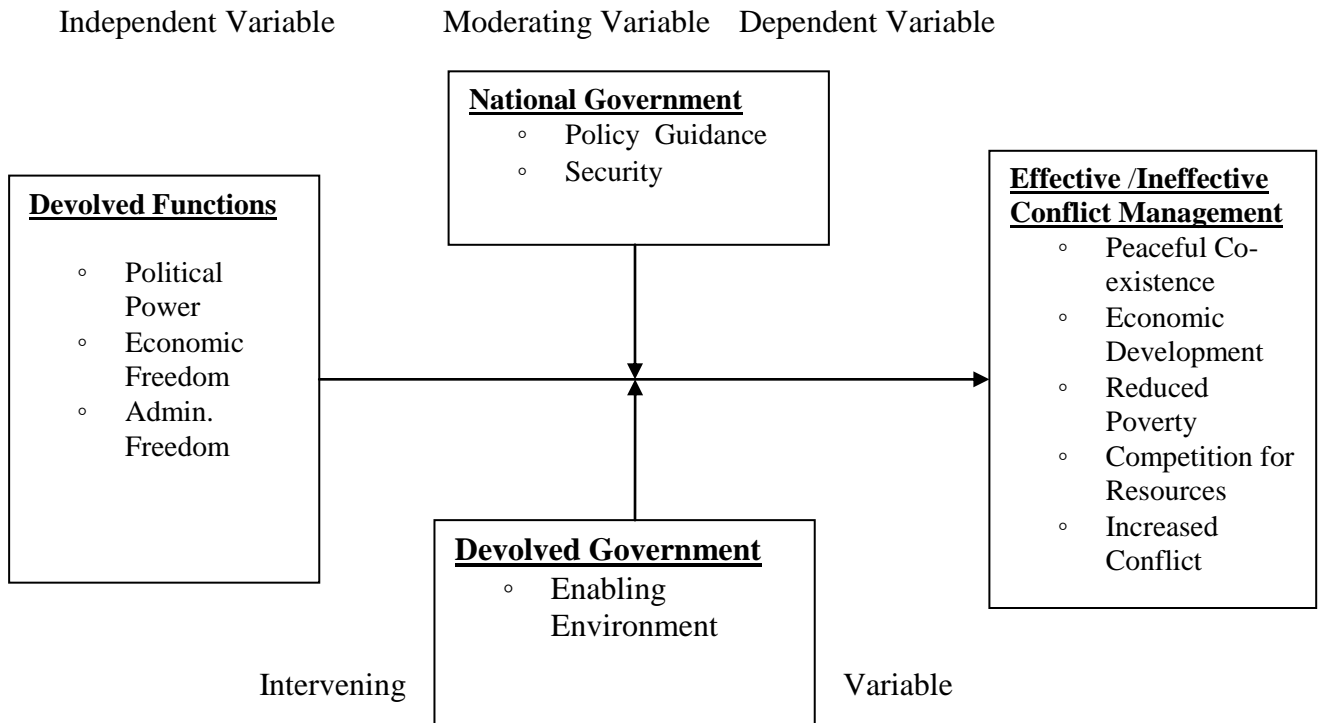 Independent Variable
Moderating Variable
Dependent Variable
National Government
◦ Policy Guidance
◦ Security
Devolved Functions
◦ Political
Power
◦ Economic
Freedom
◦ Admin.
Freedom
Effective /Ineffective
Conflict Management
◦ Peaceful Co-
existence
◦ Economic
Development
◦ Reduced
Poverty
◦ Competition for
Resources
◦ Increased
Conflict
Devolved Government
◦ Enabling
Environment
Intervening
Variable